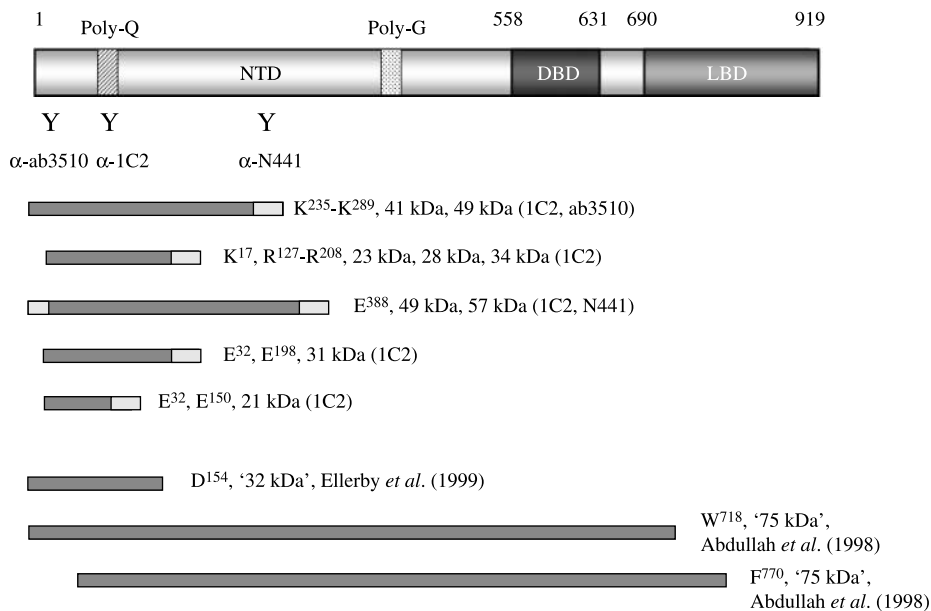 1 558 631 690 919
Poly-Q Poly-G
NTD DBD LBD
Y Y Y
α-ab3510 α-1C2 α-N441
K²³⁵-K²⁸⁹, 41 kDa, 49 kDa (1C2, ab3510)
K¹⁷, R¹²⁷-R²⁰⁸, 23 kDa, 28 kDa, 34 kDa (1C2)
E³⁸⁸, 49 kDa, 57 kDa (1C2, N441)
E³², E¹⁹⁸, 31 kDa (1C2)
E³², E¹⁵⁰, 21 kDa (1C2)
D¹⁵⁴, ‘32 kDa’, Ellerby et al. (1999)
W⁷¹⁸, ‘75 kDa’,
Abdullah et al. (1998)
F⁷⁷⁰, ‘75 kDa’,
Abdullah et al. (1998)